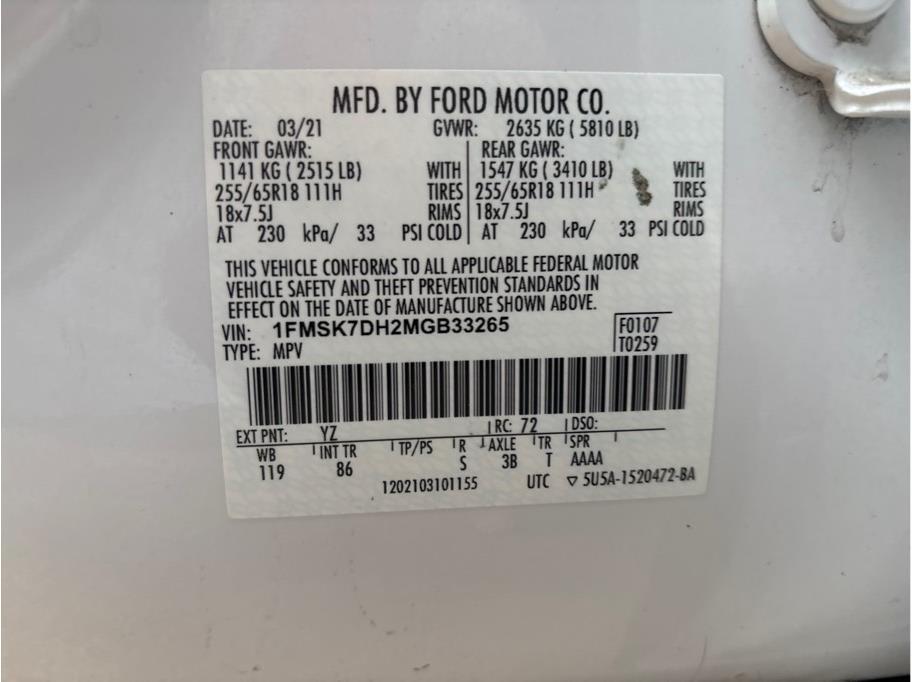 MFD. BY FORD MOTOR CO.
DATE: 03/21 GVWR: 2635 KG ( 5810 LB)
FRONT GAWR: REAR GAWR:
1141 KG ( 2515 LB) WITH 1547 KG ( 3410 LB) WITH
255/65R18 111H TIRES 255/65R18 111H TIRES
18x7.5J RIMS 18x7.5J RIMS
AT 230 kPa/ 33 PSI COLD AT 230 kPa/ 33 PSI COLD
THIS VEHICLE CONFORMS TO ALL APPLICABLE FEDERAL MOTOR
VEHICLE SAFETY AND THEFT PREVENTION STANDARDS IN
EFFECT ON THE DATE OF MANUFACTURE SHOWN ABOVE.
VIN: 1FMSK7DH2MGB33265 F0107
TYPE: MPV T0259
EXT PNT: YZ RC: 72 DSO:
WB INT TR TP/PS R AXLE TR SPR
119 86 S 3B T AAAA
1202103101155 UTC ▽ 5U5A-1520472-BA